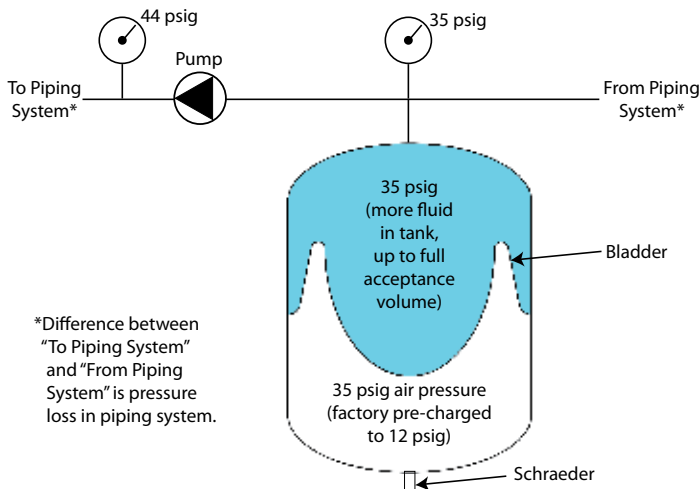 44 psig
35 psig
Pump
To Piping
System*
From Piping
System*
35 psig
(more fluid
in tank,
up to full
acceptance
volume)
Bladder
*Difference between
“To Piping System”
and “From Piping
System” is pressure
loss in piping system.
35 psig air pressure
(factory pre-charged
to 12 psig)
Schraeder